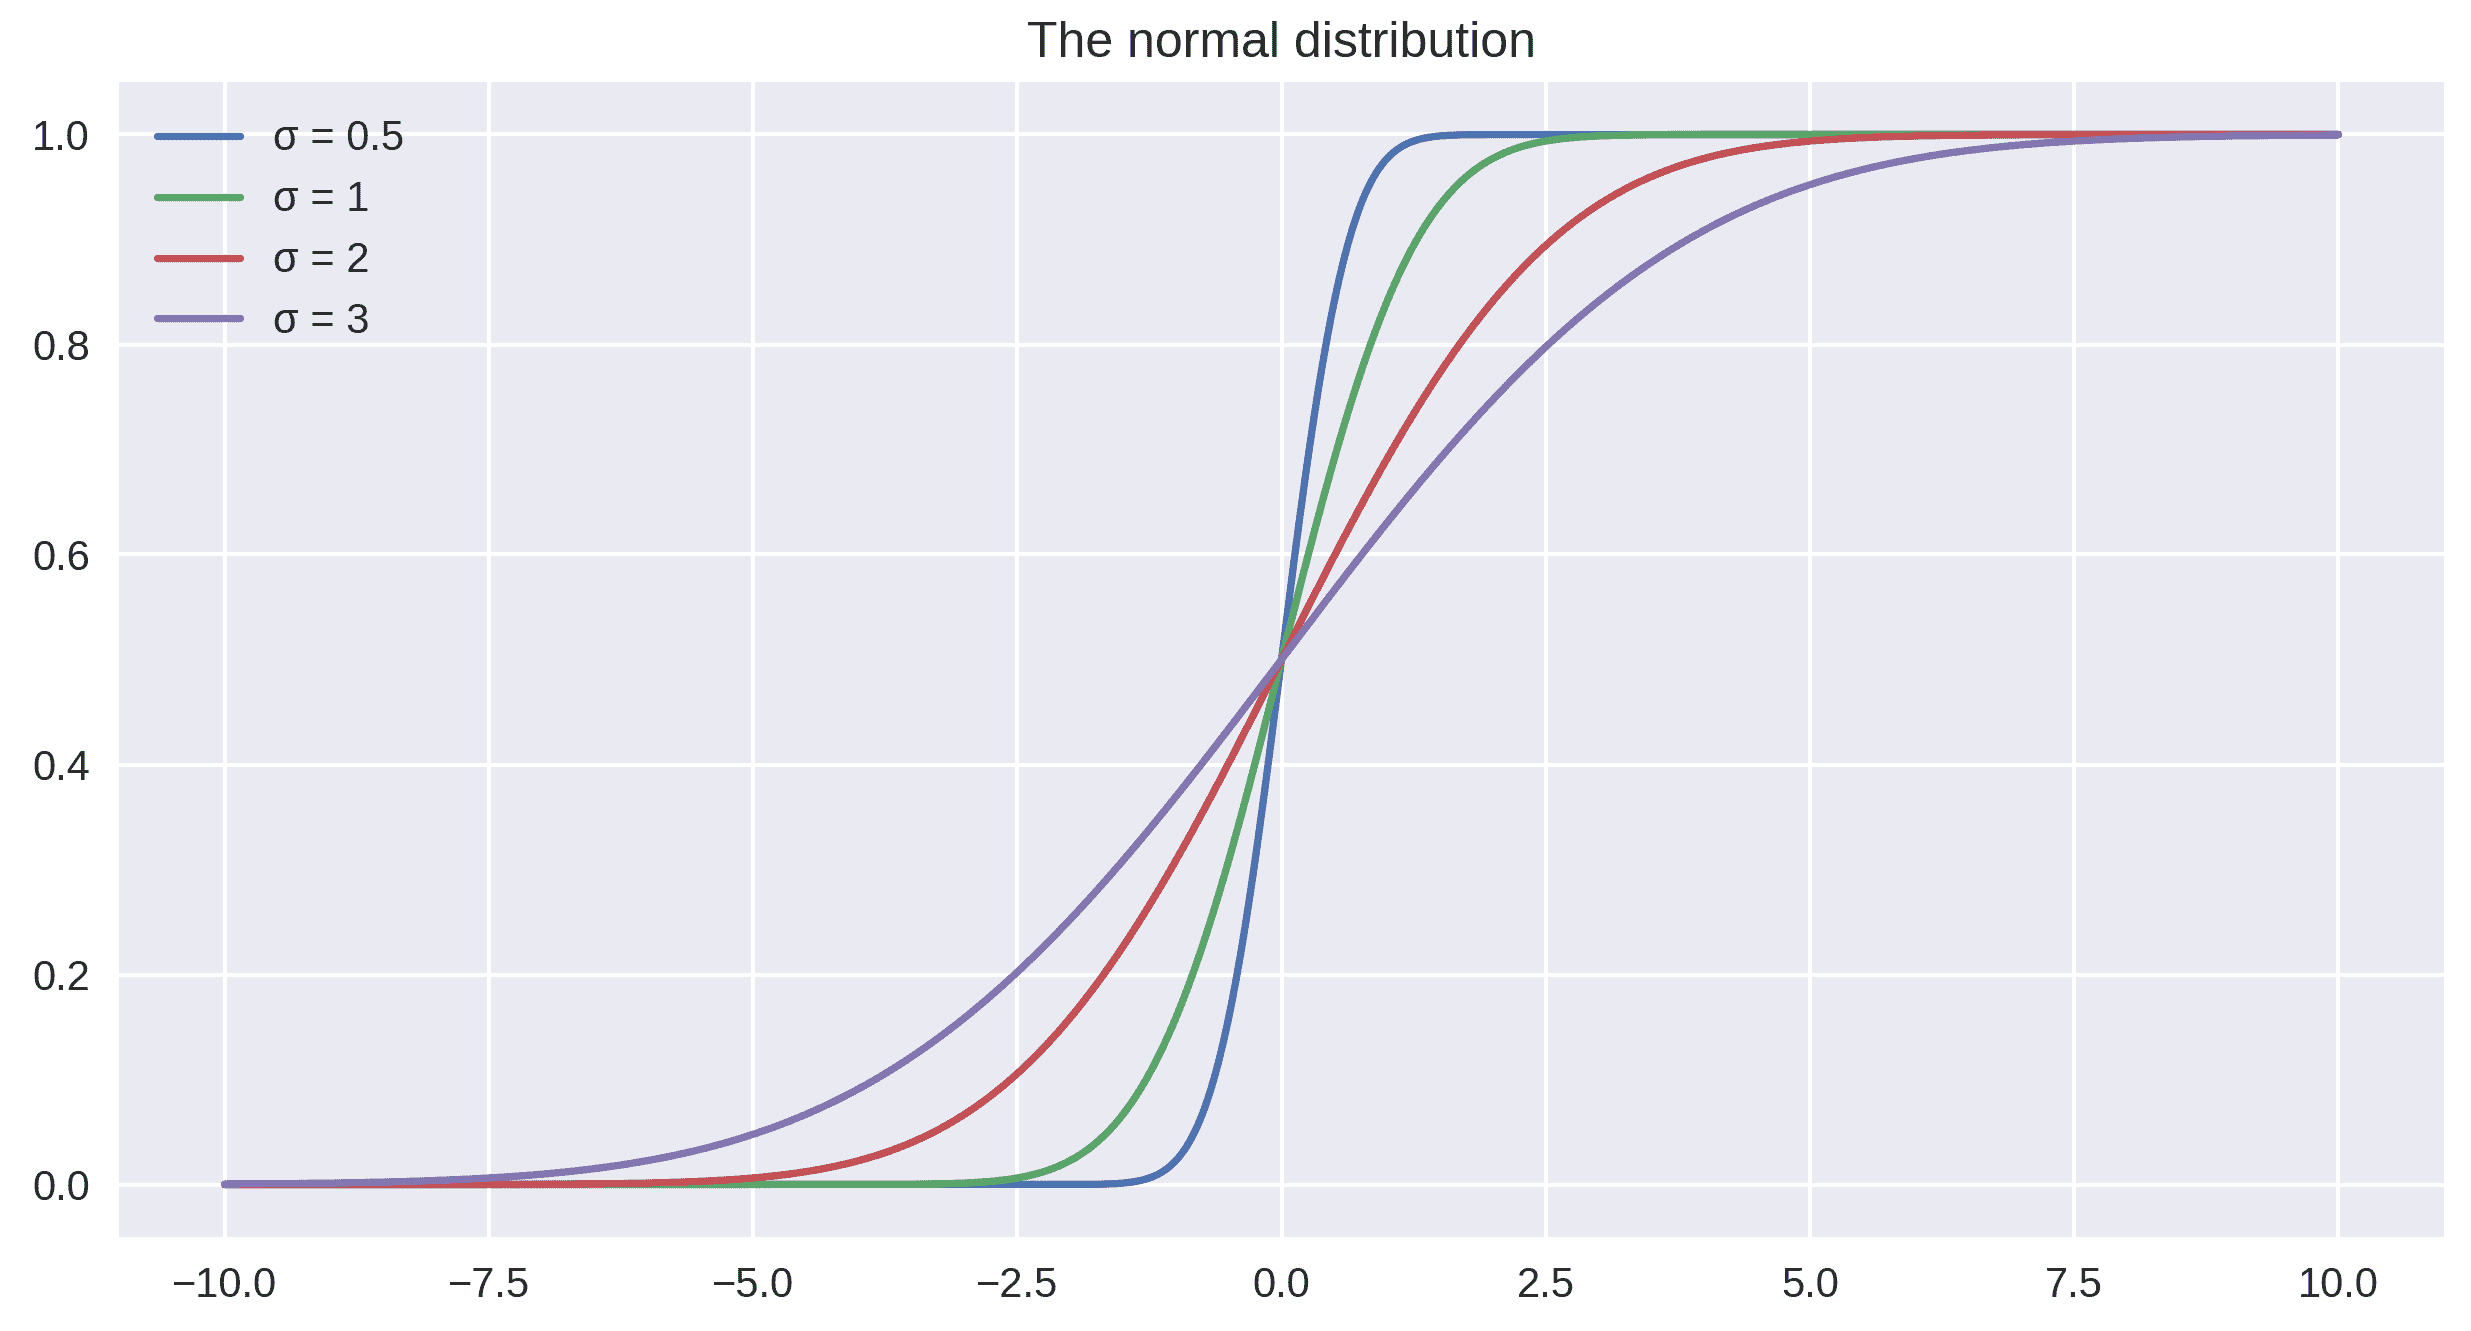 The normal distribution
σ = 0.5
σ = 1
σ = 2
σ = 3
1.0
0.8
0.6
0.4
0.2
0.0
−10.0 −7.5 −5.0 −2.5 0.0 2.5 5.0 7.5 10.0